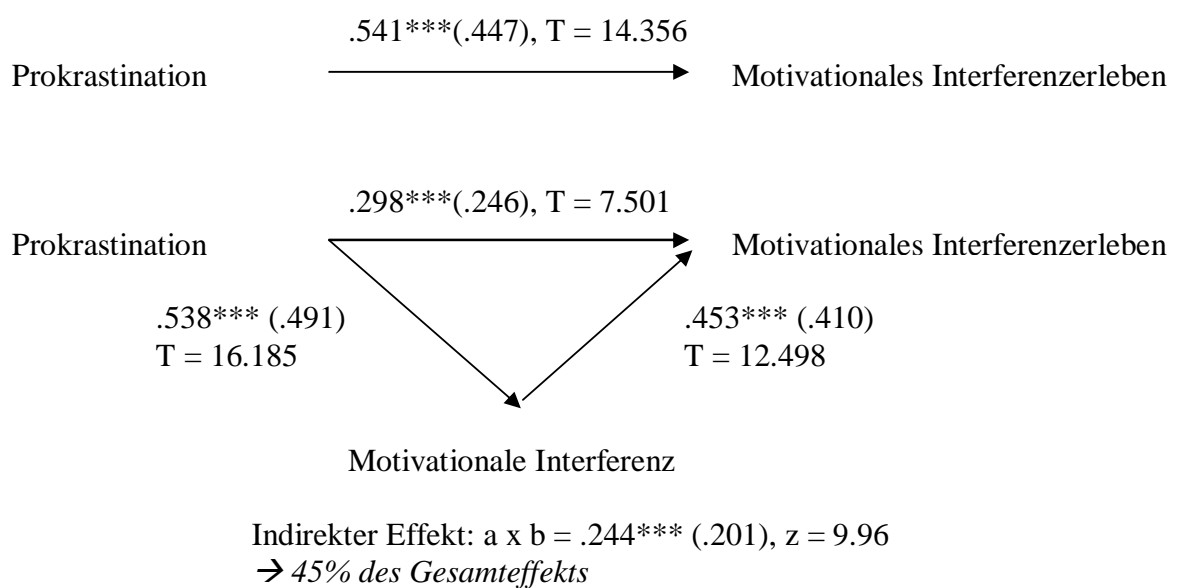 .541***(.447), T = 14.356
Prokrastination Motivationales Interferenzerleben
.298***(.246), T = 7.501
Prokrastination Motivationales Interferenzerleben
.538*** (.491) .453*** (.410)
T = 16.185 T = 12.498
Motivationale Interferenz
Indirekter Effekt: a x b = .244*** (.201), z = 9.96
→ 45% des Gesamteffekts